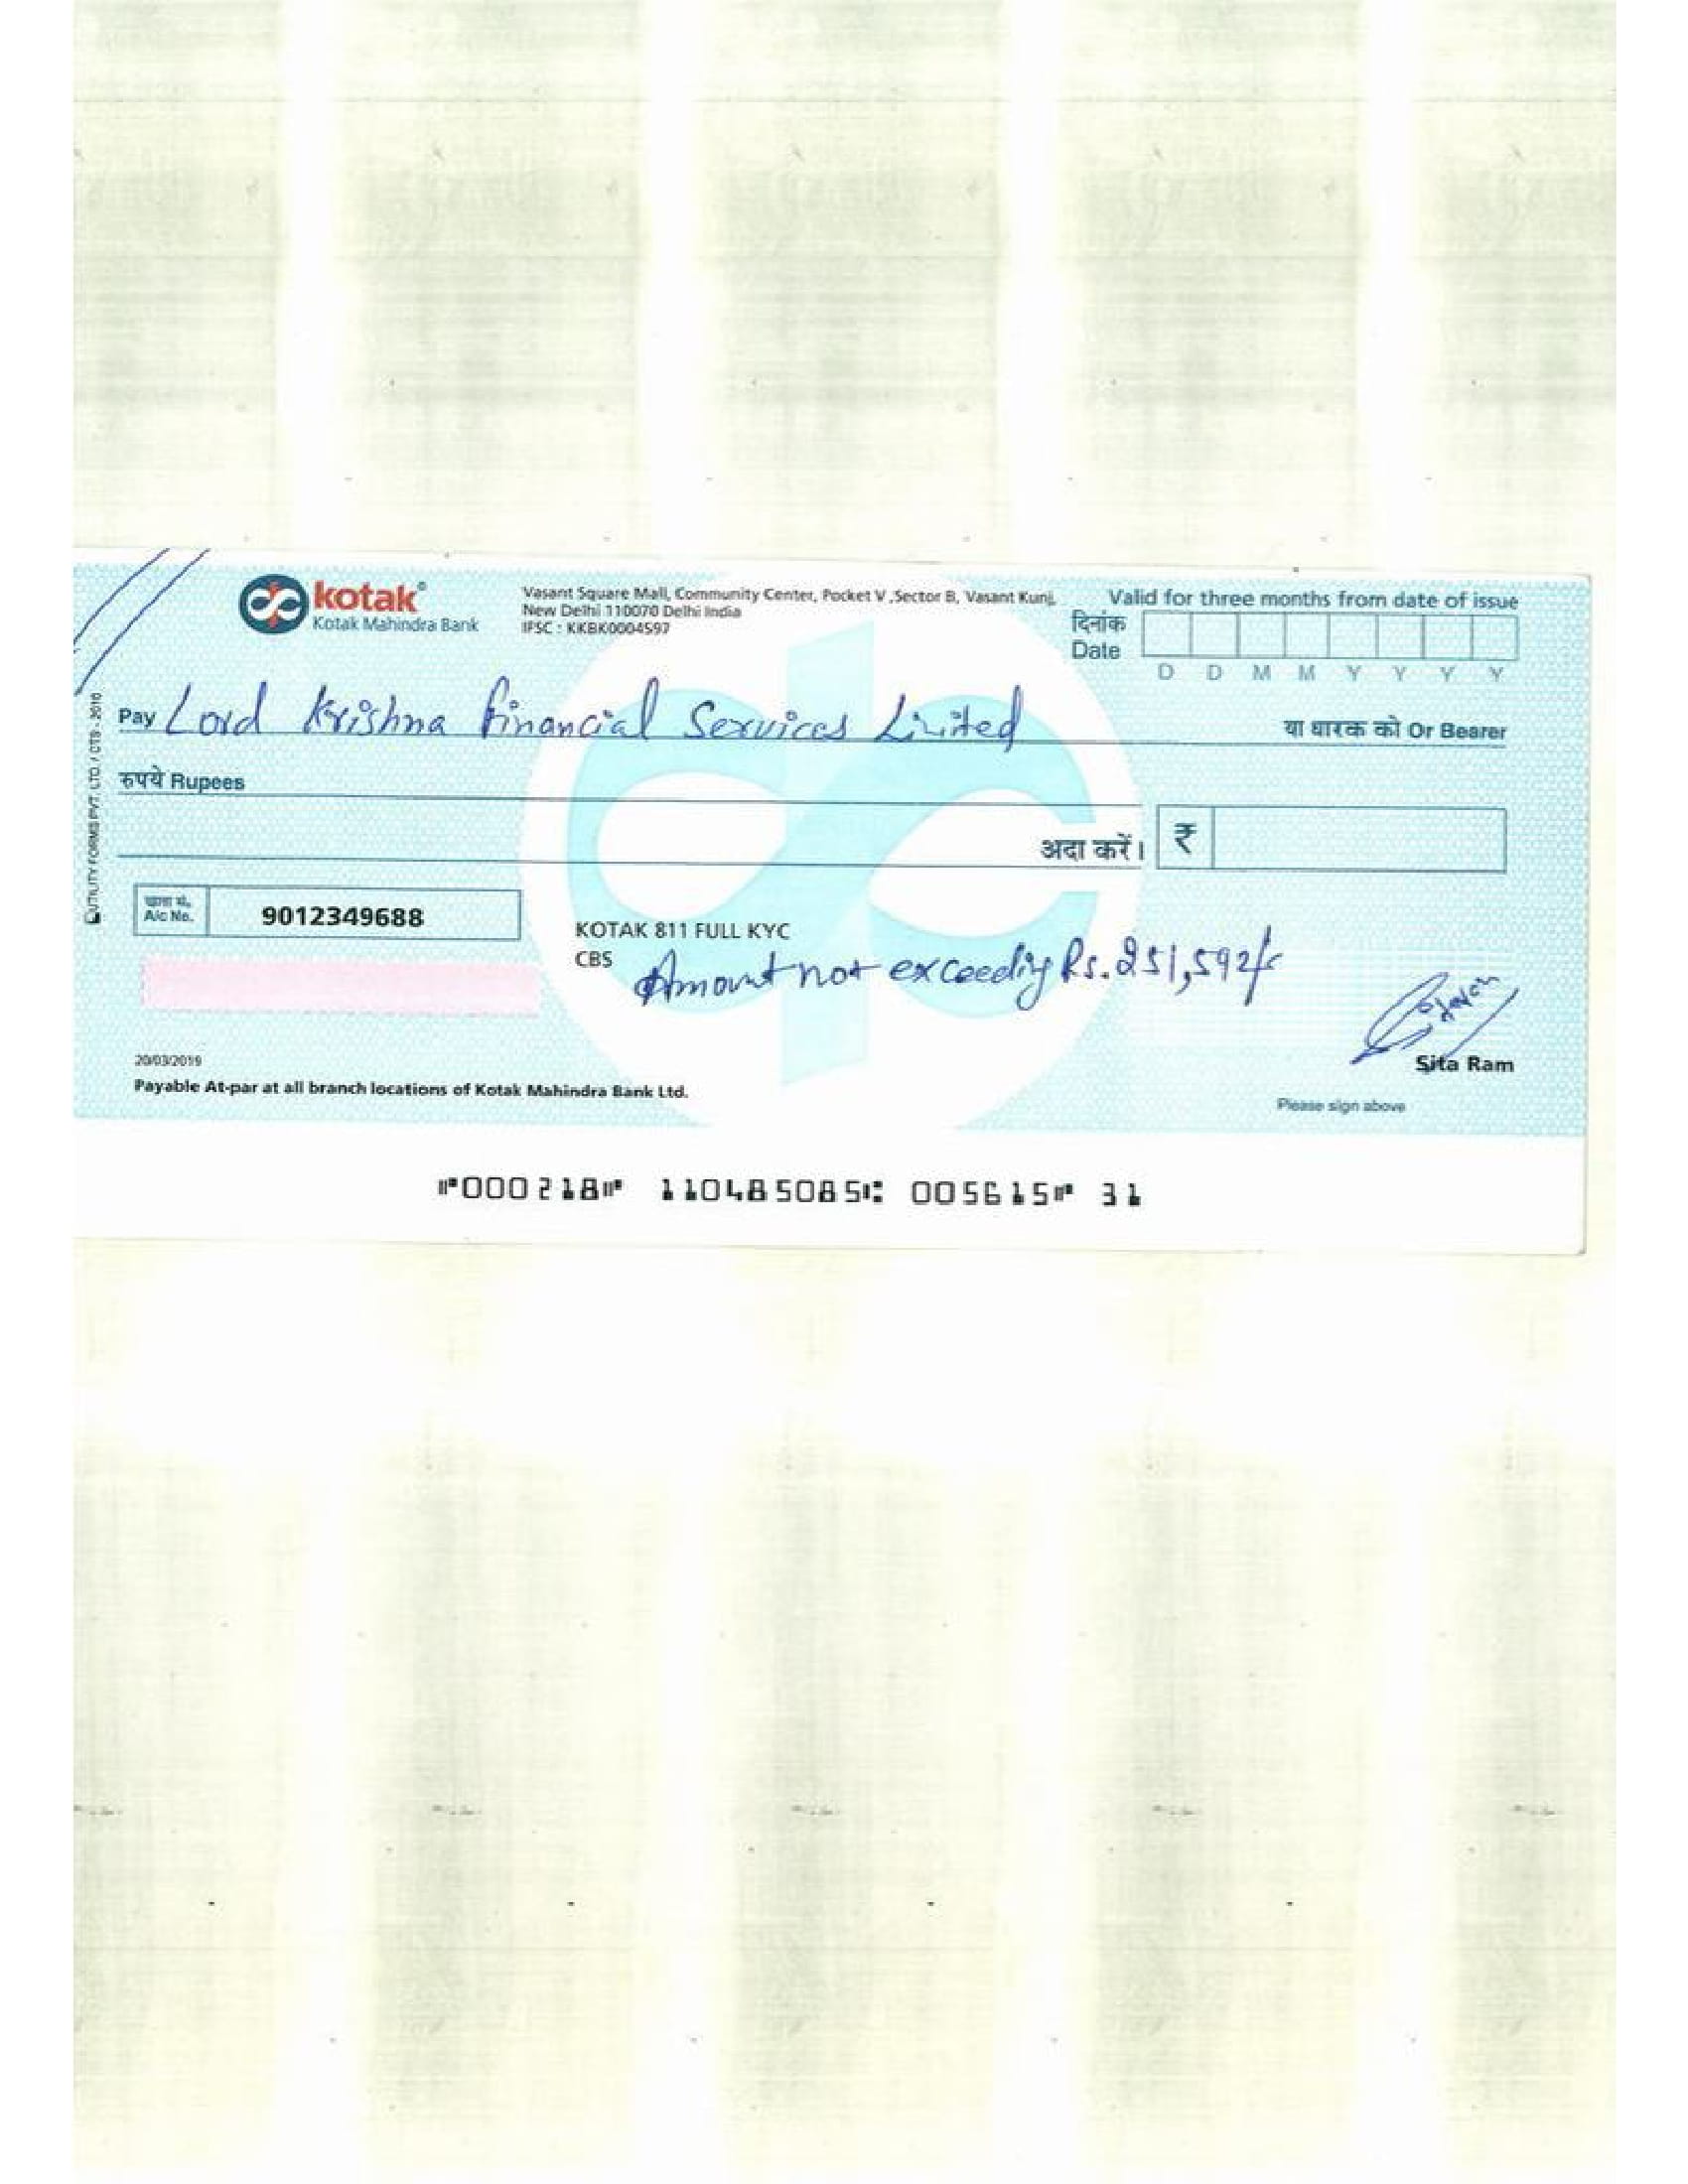 kotak®
Kotak Mahindra Bank
Vasant Square Mall, Community Center, Pocket V ,Sector B, Vasant Kunj,
New Delhi 110070 Delhi India
IFSC : KKBK0004597
Valid for three months from date of issue
दिनांक
Date
D D M M Y Y Y Y
Pay Lord Krishna Financial Services Limited
या धारक को Or Bearer
रुपये Rupees
अदा करें। ₹
UTILITY FORMS PVT. LTD. / CTS - 2010
खाता सं.
A/c No.
9012349688
KOTAK 811 FULL KYC
CBS
Amount not exceeding Rs. 251,592/-
Sita Ram
20/03/2019
Payable At-par at all branch locations of Kotak Mahindra Bank Ltd.
Please sign above
⑈000218⑈ 110485085⑆ 005615⑈ 31